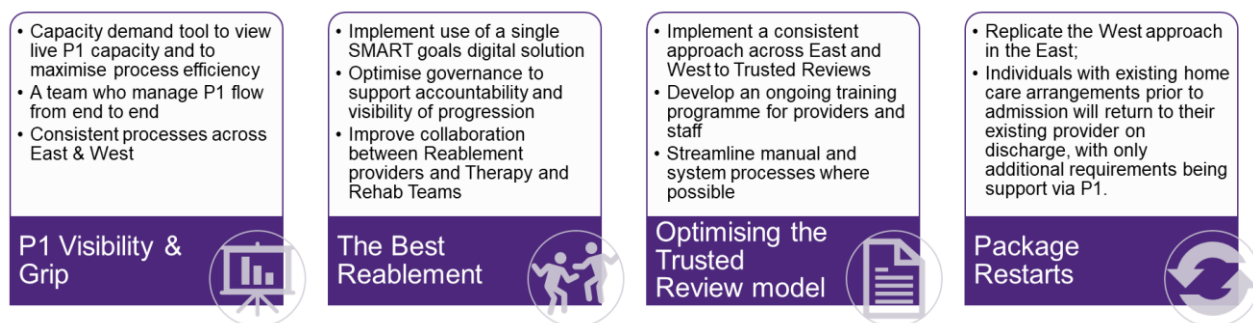 • Capacity demand tool to view
live P1 capacity and to
maximise process efficiency
• A team who manage P1 flow
from end to end
• Consistent processes across
East & West
P1 Visibility &
Grip
• Implement use of a single
SMART goals digital solution
• Optimise governance to
support accountability and
visibility of progression
• Improve collaboration
between Reablement
providers and Therapy and
Rehab Teams
The Best
Reablement
• Implement a consistent
approach across East and
West to Trusted Reviews
• Develop an ongoing training
programme for providers and
staff
• Streamline manual and
system processes where
possible
Optimising the
Trusted
Review model
• Replicate the West approach
in the East;
• Individuals with existing home
care arrangements prior to
admission will return to their
existing provider on
discharge, with only
additional requirements being
support via P1.
Package
Restarts